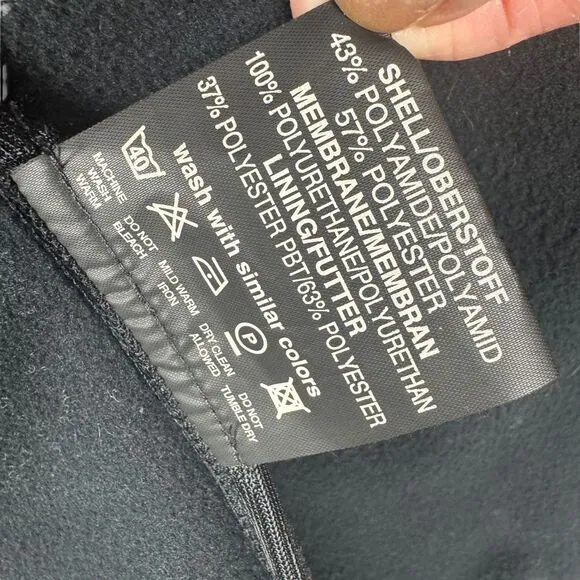 SHELL/OBERSTOFF
43% POLYAMIDE/POLYAMID
57% POLYESTER
MEMBRANE/MEMBRAN
100% POLYURETHANE/POLYURETHAN
LINING/FUTTER
37% POLYESTER PBT/63% POLYESTER
wash with similar colors
40
P
MACHINE
WASH
WARM
DO NOT
BLEACH
MILD WARM
IRON
DRY CLEAN
ALLOWED
DO NOT
TUMBLE DRY